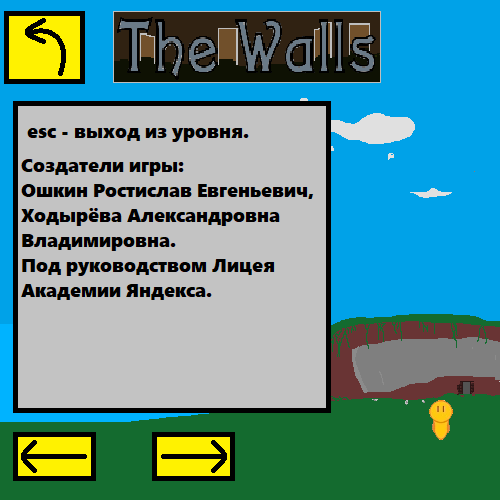 The Walls
esc - выход из уровня.
Создатели игры:
Ошкин Ростислав Евгеньевич,
Ходырёва Александровна
Владимировна.
Под руководством Лицея
Академии Яндекса.